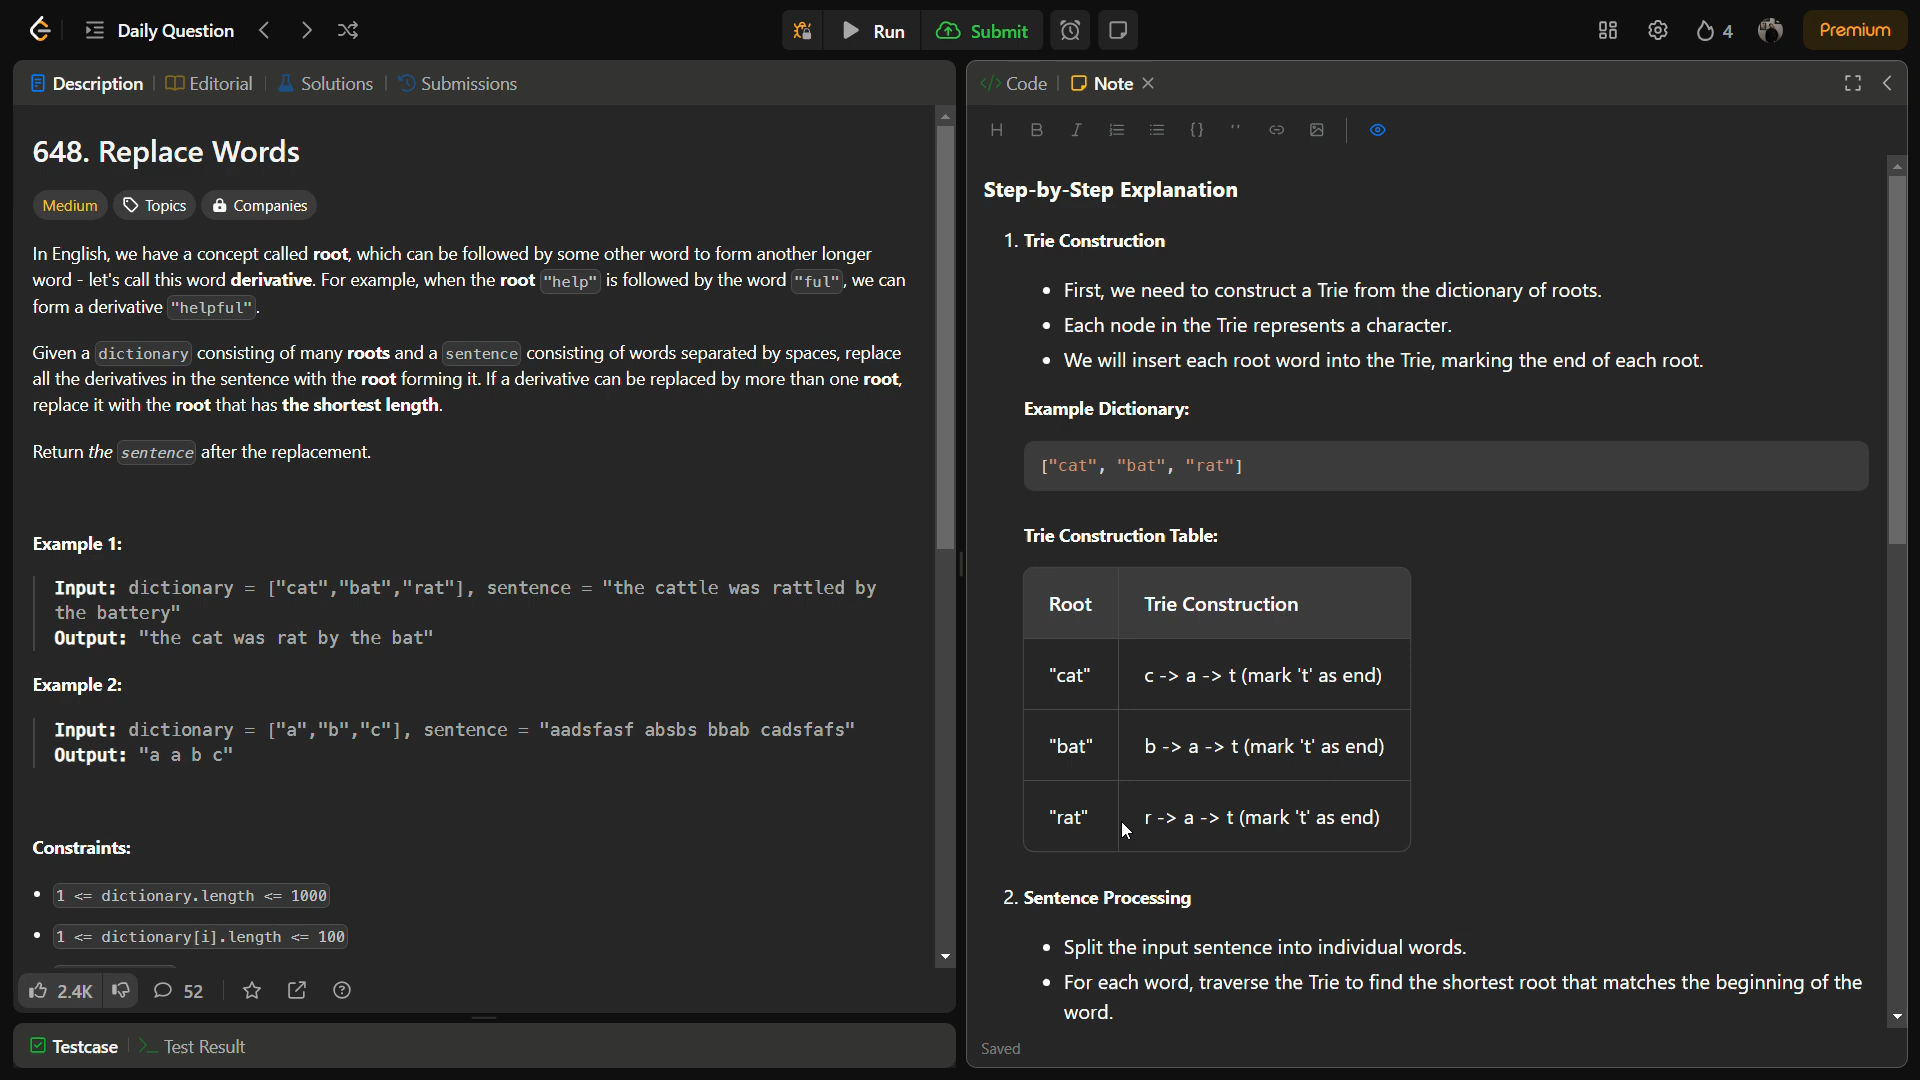 Daily Question
Run
Submit
4
Premium
Description
Editorial
Solutions
Submissions
648. Replace Words
Medium
Topics
Companies
In English, we have a concept called root, which can be followed by some other word to form another longer
word - let's call this word derivative. For example, when the root "help" is followed by the word "ful", we can
form a derivative "helpful".
Given a dictionary consisting of many roots and a sentence consisting of words separated by spaces, replace
all the derivatives in the sentence with the root forming it. If a derivative can be replaced by more than one root,
replace it with the root that has the shortest length.
Return the sentence after the replacement.
Example 1:
Input: dictionary = ["cat","bat","rat"], sentence = "the cattle was rattled by
the battery"
Output: "the cat was rat by the bat"
Example 2:
Input: dictionary = ["a","b","c"], sentence = "aadsfasf absbs bbab cadsfafs"
Output: "a a b c"
Constraints:
• 1 <= dictionary.length <= 1000
• 1 <= dictionary[i].length <= 100
2.4K
52
Testcase
Test Result
Code
Note
Step-by-Step Explanation
1. Trie Construction
• First, we need to construct a Trie from the dictionary of roots.
• Each node in the Trie represents a character.
• We will insert each root word into the Trie, marking the end of each root.
Example Dictionary:
["cat", "bat", "rat"]
Trie Construction Table:
Root Trie Construction
"cat" c -> a -> t (mark 't' as end)
"bat" b -> a -> t (mark 't' as end)
"rat" r -> a -> t (mark 't' as end)
2. Sentence Processing
• Split the input sentence into individual words.
• For each word, traverse the Trie to find the shortest root that matches the beginning of the
word.
Saved